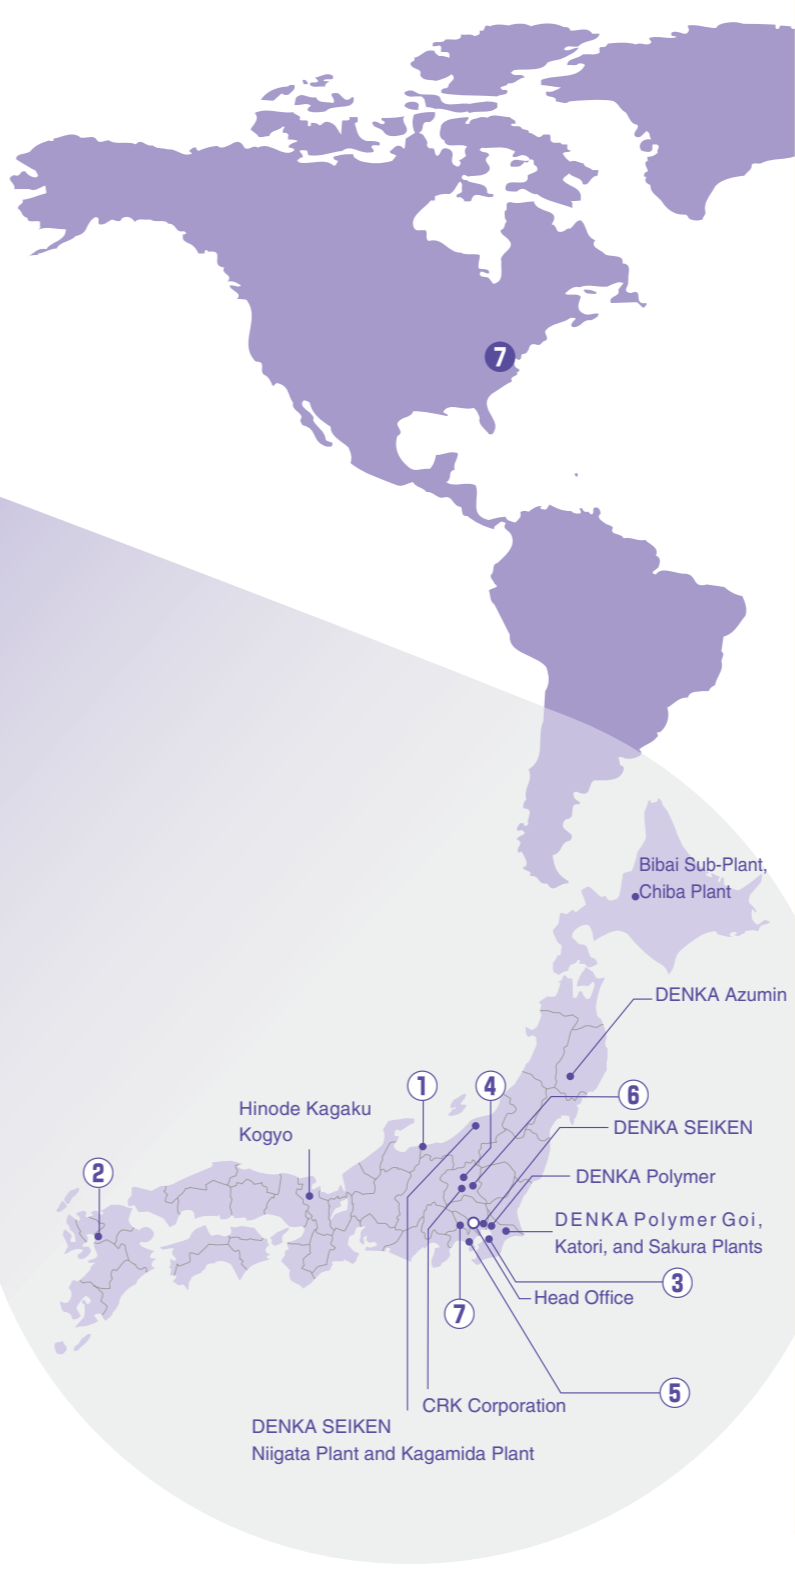 7
Bibai Sub-Plant,
Chiba Plant
DENKA Azumin
1
4
6
Hinode Kagaku
Kogyo
DENKA SEIKEN
2
DENKA Polymer
DENKA Polymer Goi,
Katori, and Sakura Plants
3
Head Office
7
5
CRK Corporation
DENKA SEIKEN
Niigata Plant and Kagamida Plant